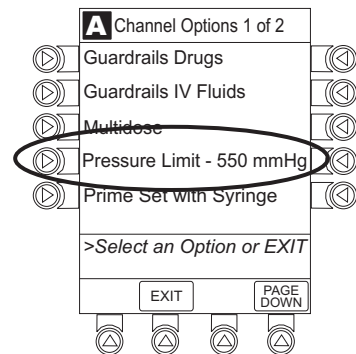 A Channel Options 1 of 2
Guardrails Drugs
Guardrails IV Fluids
Multidose
Pressure Limit - 550 mmHg
Prime Set with Syringe
>Select an Option or EXIT
EXIT PAGE DOWN